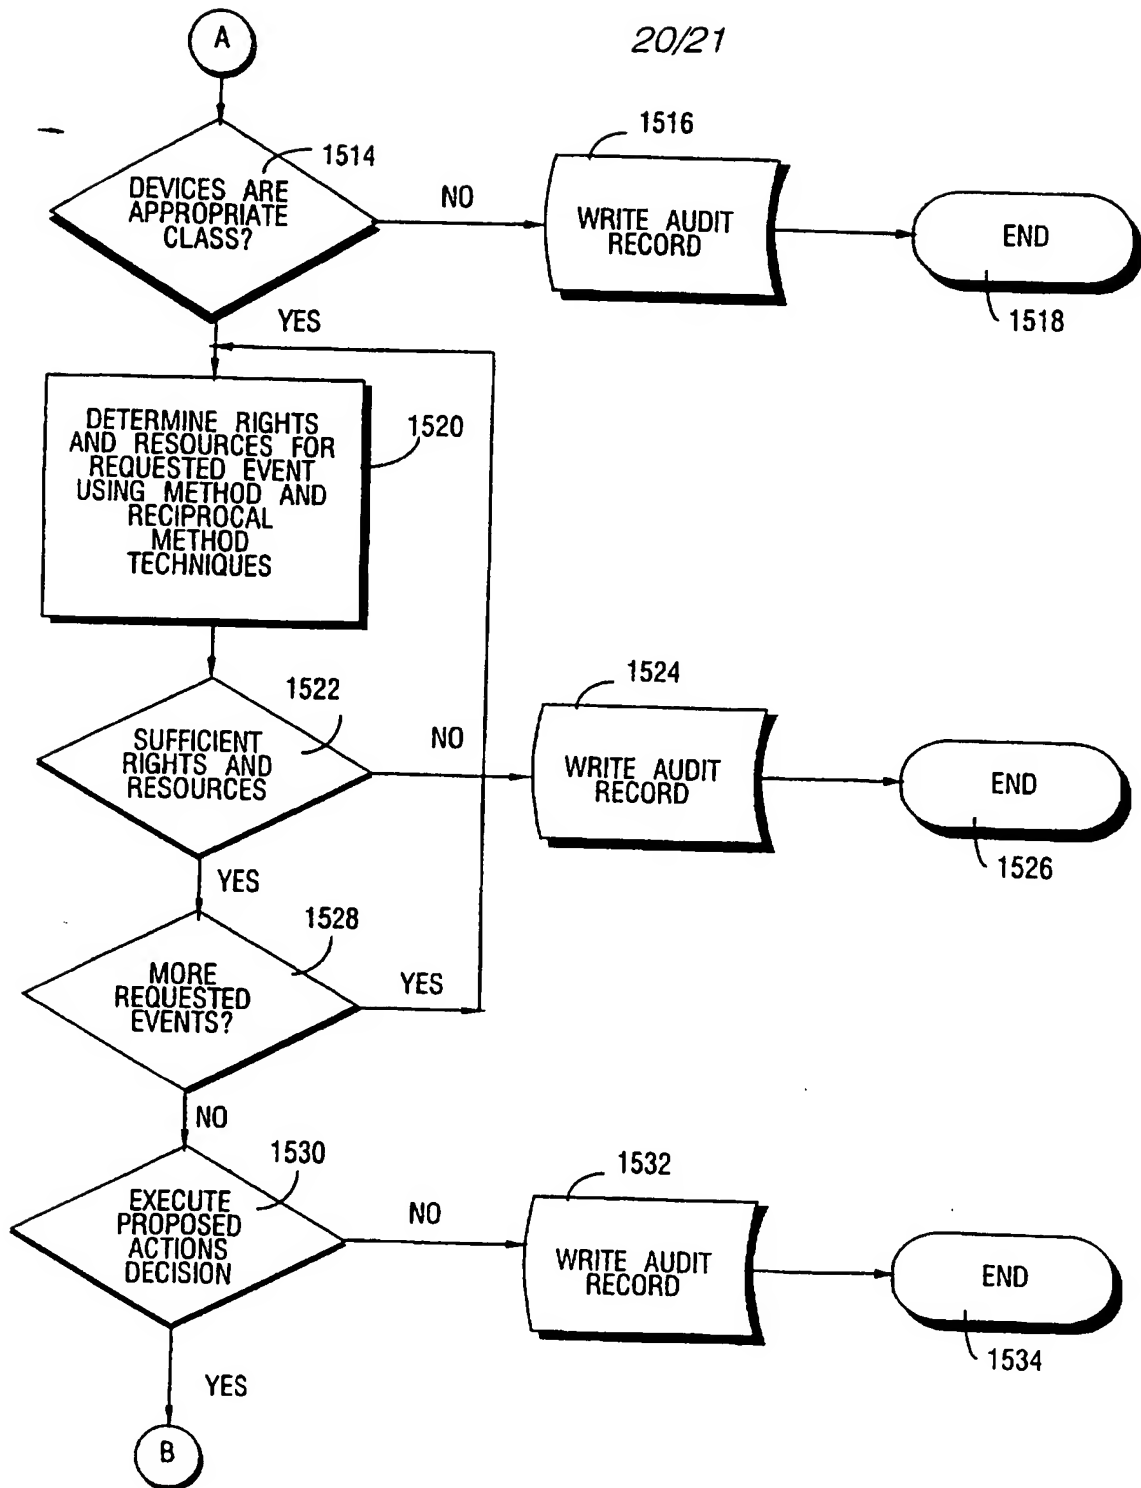 A
20/21
1514
DEVICES ARE
APPROPRIATE
CLASS?
NO
1516
WRITE AUDIT
RECORD
END
1518
YES
DETERMINE RIGHTS
AND RESOURCES FOR
REQUESTED EVENT
USING METHOD AND
RECIPROCAL
METHOD
TECHNIQUES
1520
1522
SUFFICIENT
RIGHTS AND
RESOURCES
NO
1524
WRITE AUDIT
RECORD
END
1526
YES
1528
MORE
REQUESTED
EVENTS?
YES
NO
1530
EXECUTE
PROPOSED
ACTIONS
DECISION
NO
1532
WRITE AUDIT
RECORD
END
1534
YES
B